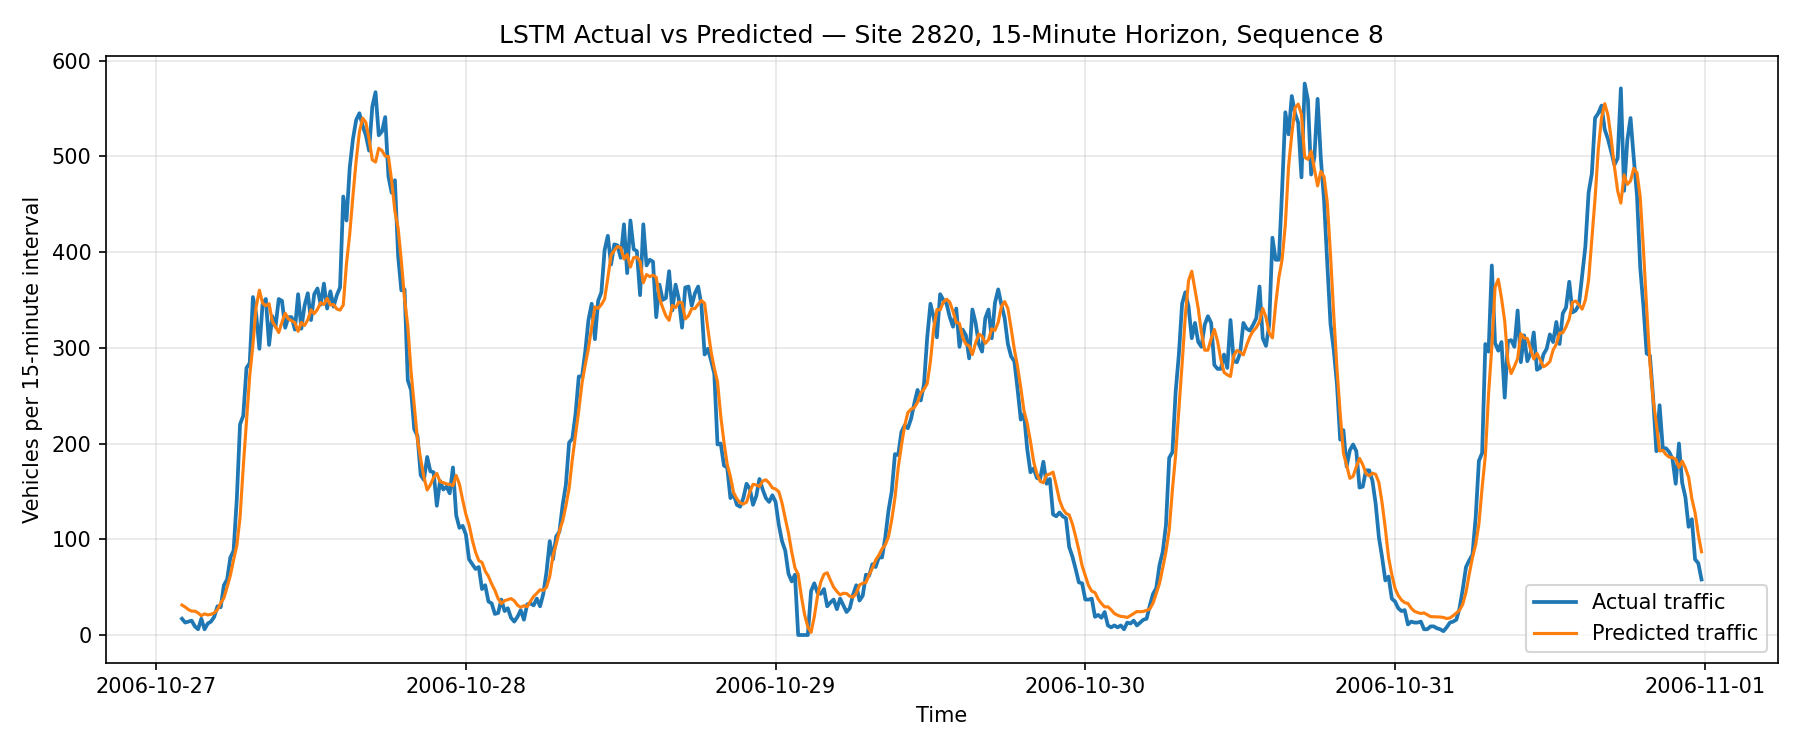 LSTM Actual vs Predicted — Site 2820, 15-Minute Horizon, Sequence 8
Vehicles per 15-minute interval
600
500
400
300
200
100
0
Actual traffic
Predicted traffic
2006-10-27
2006-10-28
2006-10-29
2006-10-30
2006-10-31
2006-11-01
Time